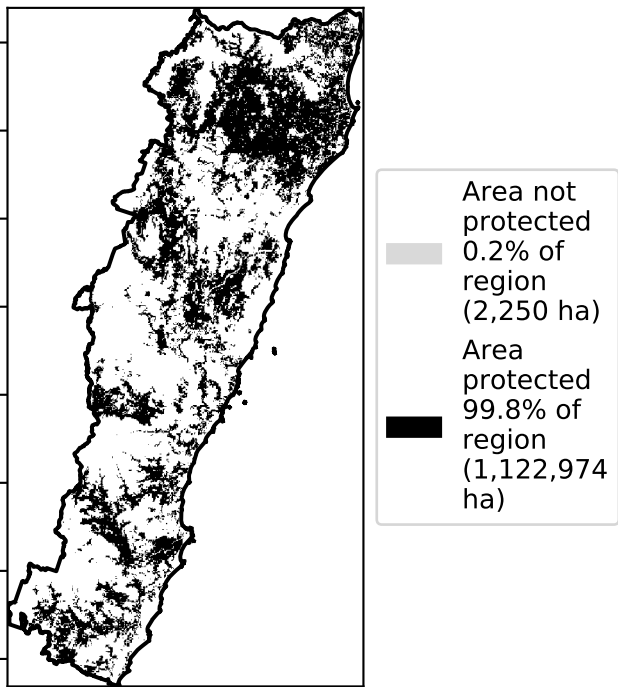 Area not
protected
0.2% of
region
(2,250 ha)
Area
protected
99.8% of
region
(1,122,974
ha)